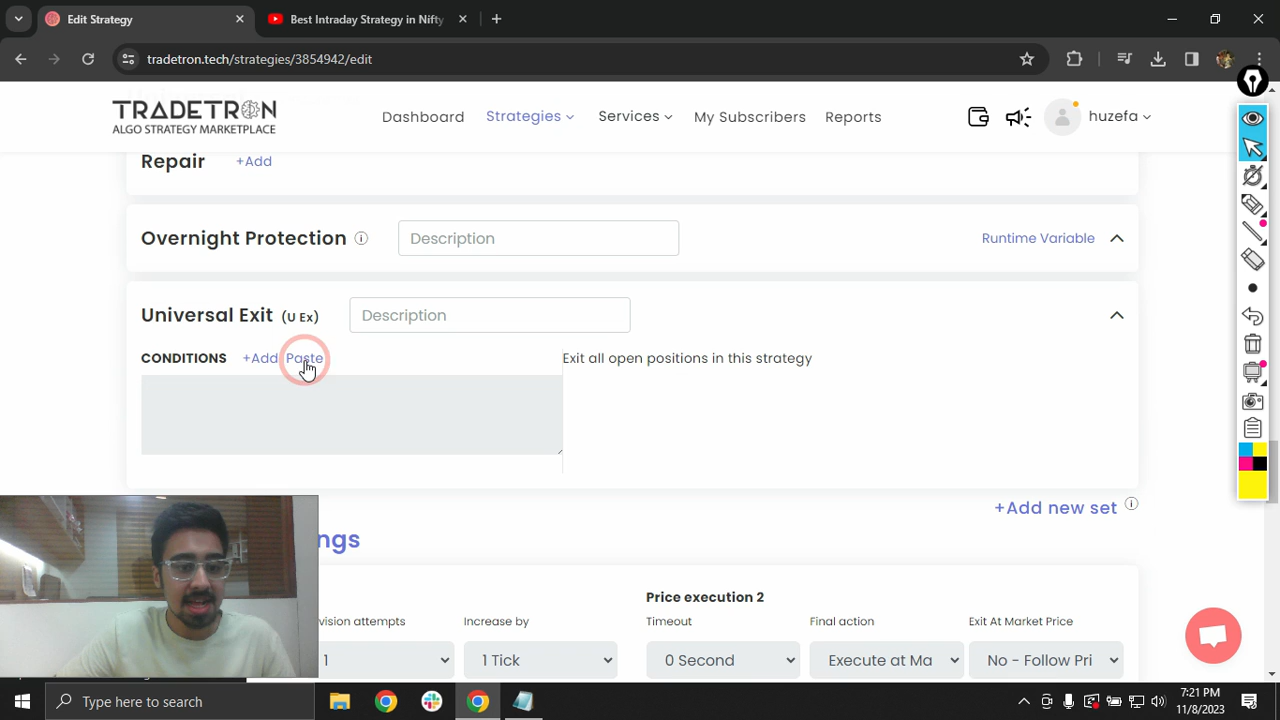 Edit Strategy
Best Intraday Strategy in Nifty
tradetron.tech/strategies/3854942/edit
TRADETRON
ALGO STRATEGY MARKETPLACE
Dashboard
Strategies
Services
My Subscribers
Reports
huzefa
Repair
+Add
Overnight Protection
Description
Runtime Variable
Universal Exit (U Ex)
Description
CONDITIONS
+Add
Paste
Exit all open positions in this strategy
+Add new set
ngs
Price execution 2
vision attempts
Increase by
Timeout
Final action
Exit At Market Price
1
1 Tick
0 Second
Execute at Ma
No - Follow Pri
Type here to search
7:21 PM
11/8/2023